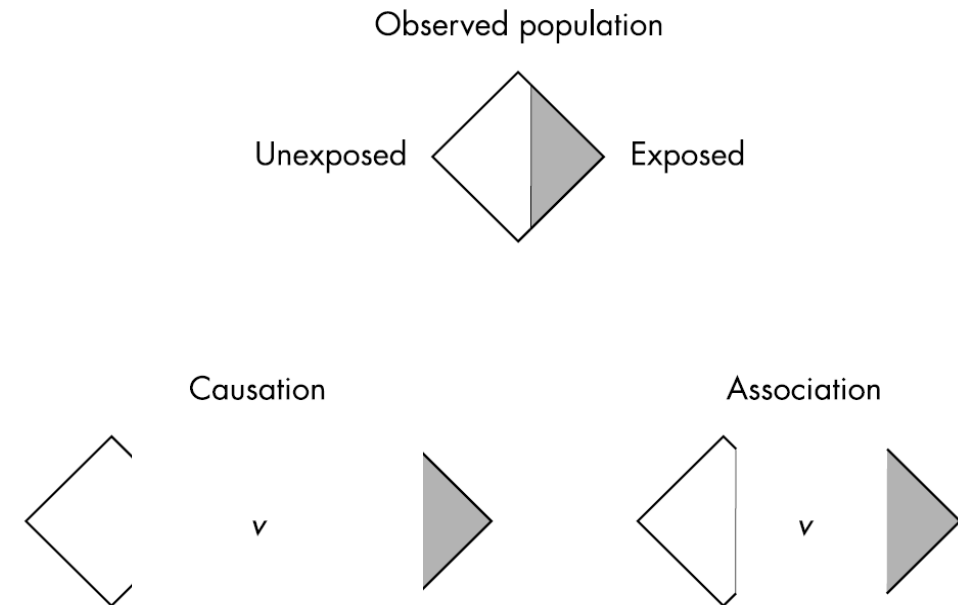 Observed population
Unexposed
Exposed
Causation
Association
v
v